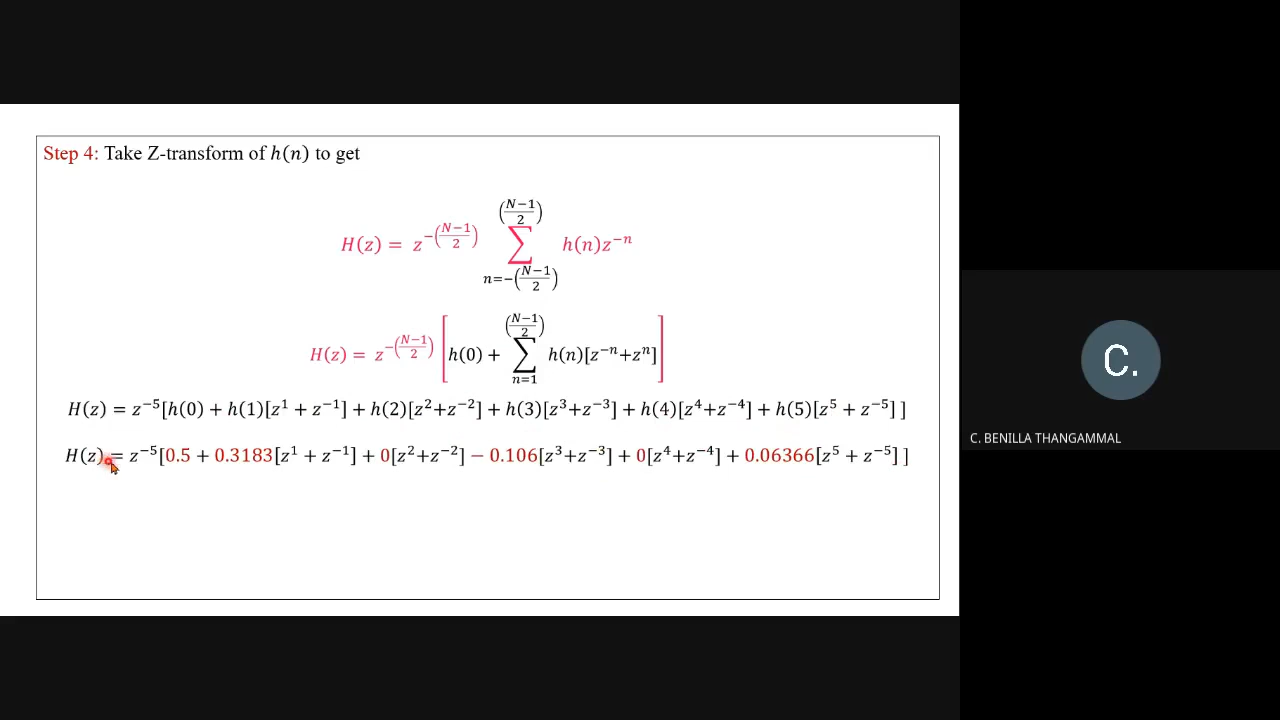 Step 4: Take Z-transform of h(n) to get
H(z) = z^{-((N−1)/2)} ∑_{n=−((N−1)/2)}^{((N−1)/2)} h(n)z^{−n}
H(z) = z^{-((N−1)/2)} [h(0) + ∑_{n=1}^{((N−1)/2)} h(n)[z^{−n}+z^{n}]]
H(z) = z^{−5}[h(0) + h(1)[z^{1} + z^{−1}] + h(2)[z^{2}+z^{−2}] + h(3)[z^{3}+z^{−3}] + h(4)[z^{4}+z^{−4}] + h(5)[z^{5} + z^{−5}] ]
H(z) = z^{−5}[0.5 + 0.3183[z^{1} + z^{−1}] + 0[z^{2}+z^{−2}] − 0.106[z^{3}+z^{−3}] + 0[z^{4}+z^{−4}] + 0.06366[z^{5} + z^{−5}] ]
C.
C. BENILLA THANGAMMAL